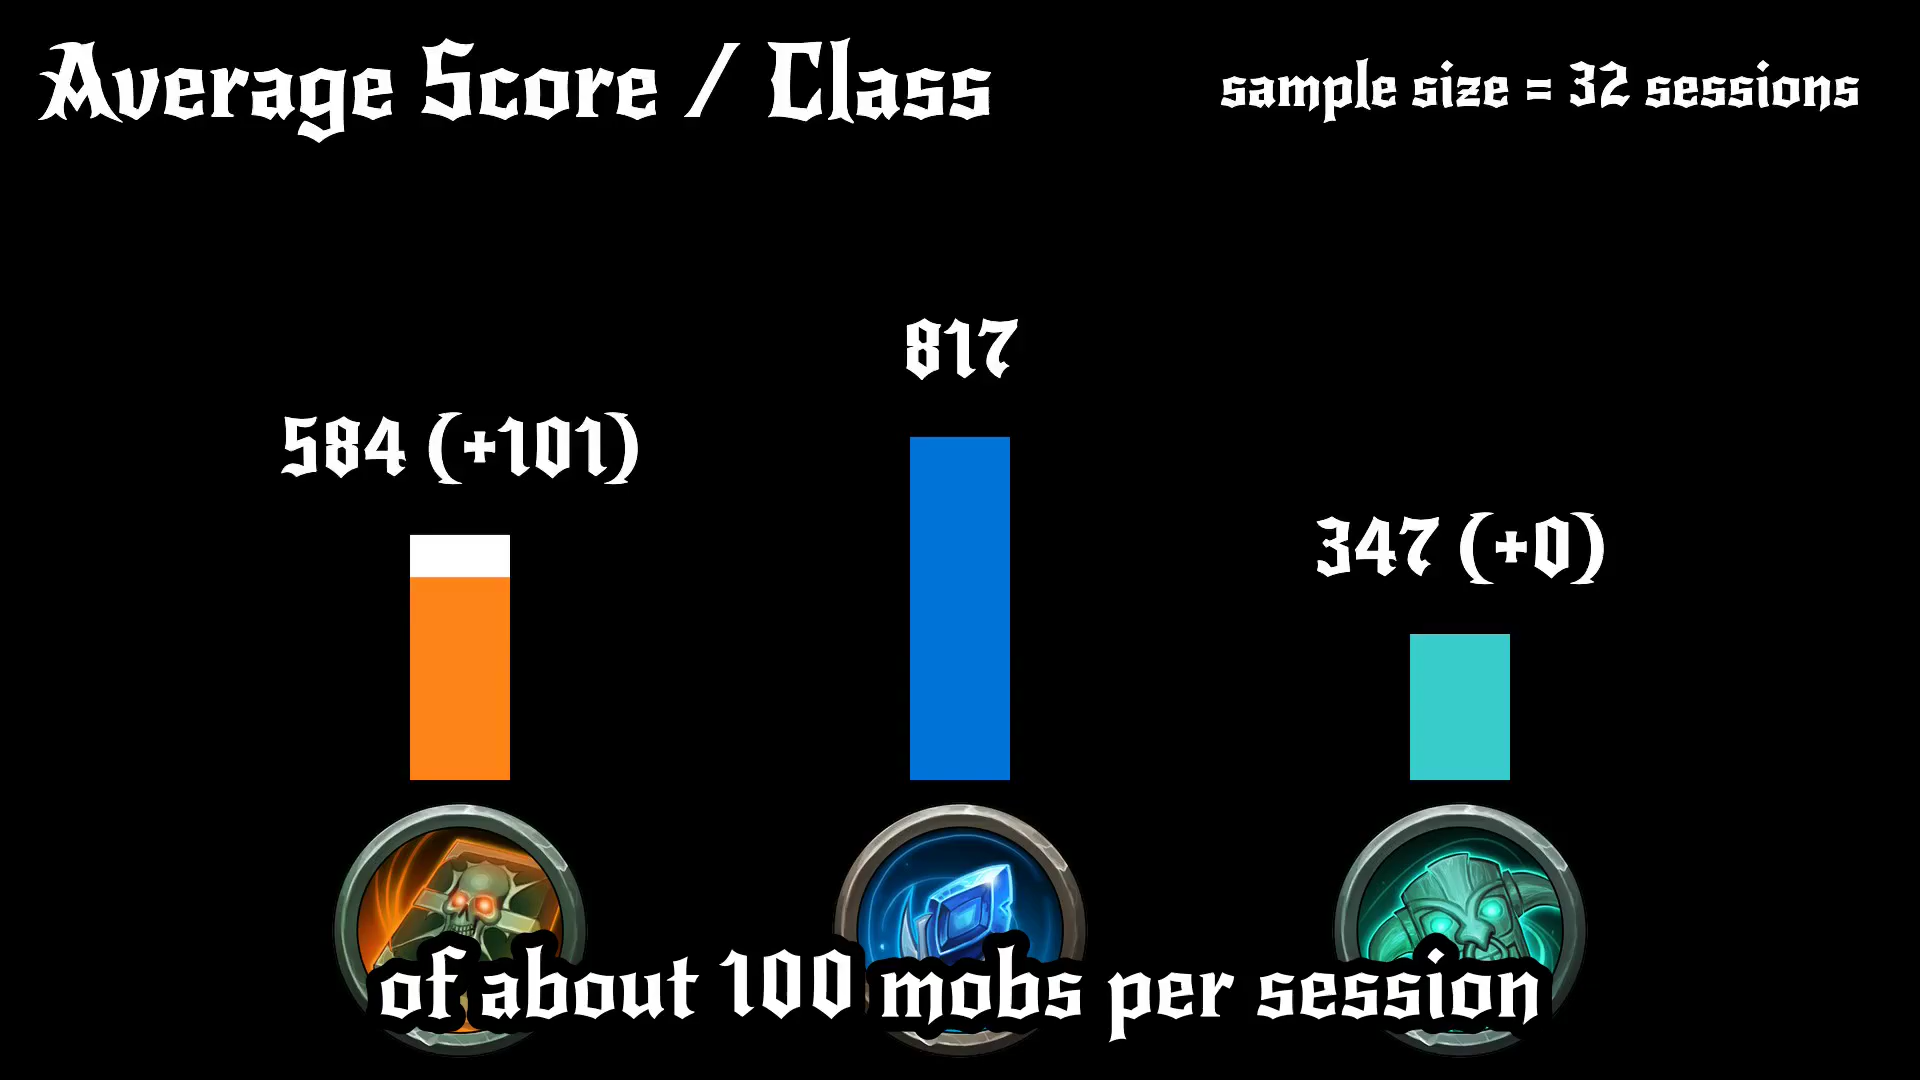 Average Score / Class
sample size = 32 sessions
817
584 (+101)
347 (+0)
of about 100 mobs per session